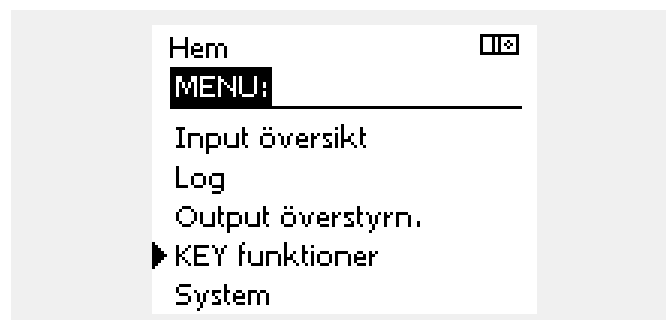 Hem
MENU:
Input översikt
Log
Output överstyrn.
KEY funktioner
System